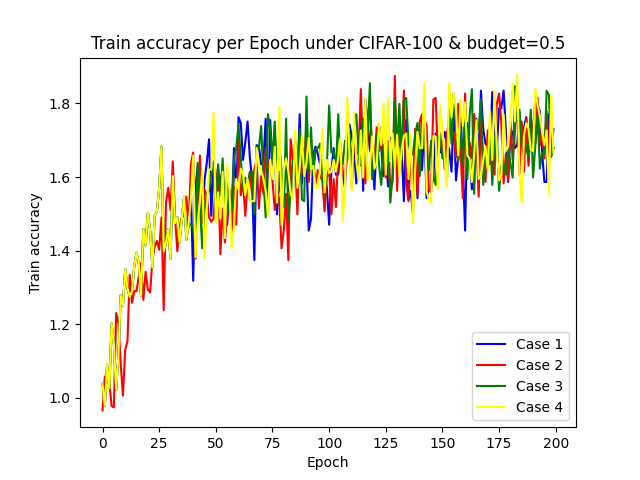 Train accuracy per Epoch under CIFAR-100 & budget=0.5
Train accuracy
1.8
1.6
1.4
1.2
1.0
0 25 50 75 100 125 150 175 200
Epoch
Case 1
Case 2
Case 3
Case 4